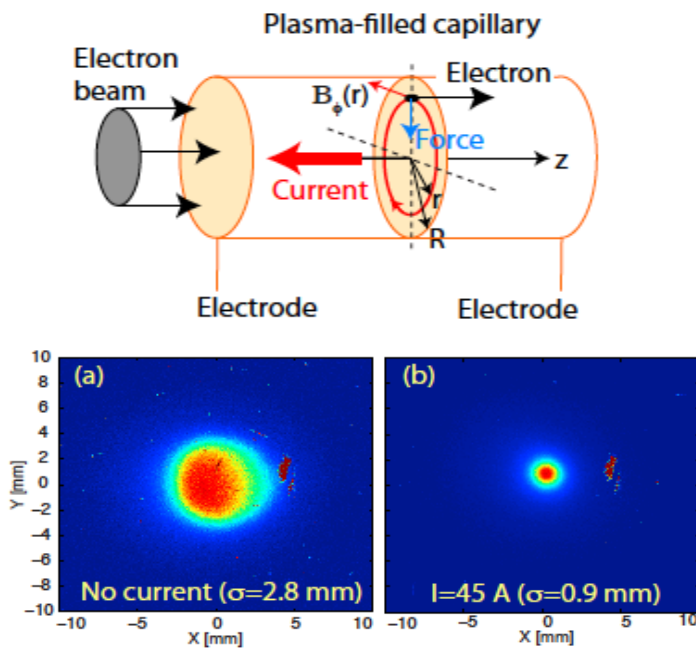 Plasma-filled capillary
Electron
beam
Bϕ(r)
Electron
Force
z
Current
r
R
Electrode
Electrode
(a)
10
8
6
4
2
0
−2
−4
−6
−8
−10
Y [mm]
No current (σ=2.8 mm)
−10
−5
0
5
10
X [mm]
(b)
I=45 A (σ=0.9 mm)
−10
−5
0
5
10
X [mm]